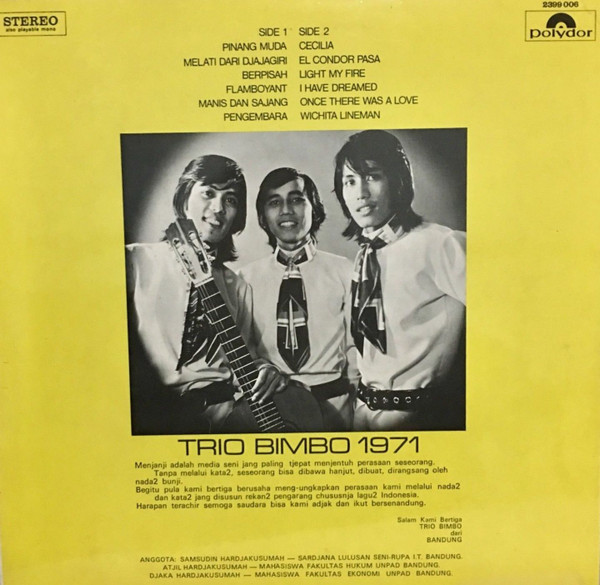 STEREO
also playable mono
2399 006
polydor
SIDE 1 SIDE 2
PINANG MUDA CECILIA
MELATI DARI DJAJAGIRI EL CONDOR PASA
BERPISAH LIGHT MY FIRE
FLAMBOYANT I HAVE DREAMED
MANIS DAN SAJANG ONCE THERE WAS A LOVE
PENGEMBARA WICHITA LINEMAN
TRIO BIMBO 1971
Menjanji adalah media seni jang paling tjepat menjentuh perasaan seseorang.
Tanpa melalui kata2, seseorang bisa dibawa hanjut, dibuat, dirangsang oleh
nada2 bunji.
Begitu pula kami bertiga berusaha meng-ungkapkan perasaan kami melalui nada2
dan kata2 jang disusun rekan2 pengarang chususnja lagu2 Indonesia.
Harapan terachir semoga saudara bisa kami adjak dan ikut bersenandung.
Salam Kami Bertiga
TRIO BIMBO
dari
BANDUNG
ANGGOTA: SAMSUDIN HARDJAKUSUMAH — SARDJANA LULUSAN SENI-RUPA I.T. BANDUNG.
ATJIL HARDJAKUSUMAH — MAHASISWA FAKULTAS HUKUM UNPAD BANDUNG.
DJAKA HARDJAKUSUMAH — MAHASISWA FAKULTAS EKONOMI UNPAD BANDUNG.